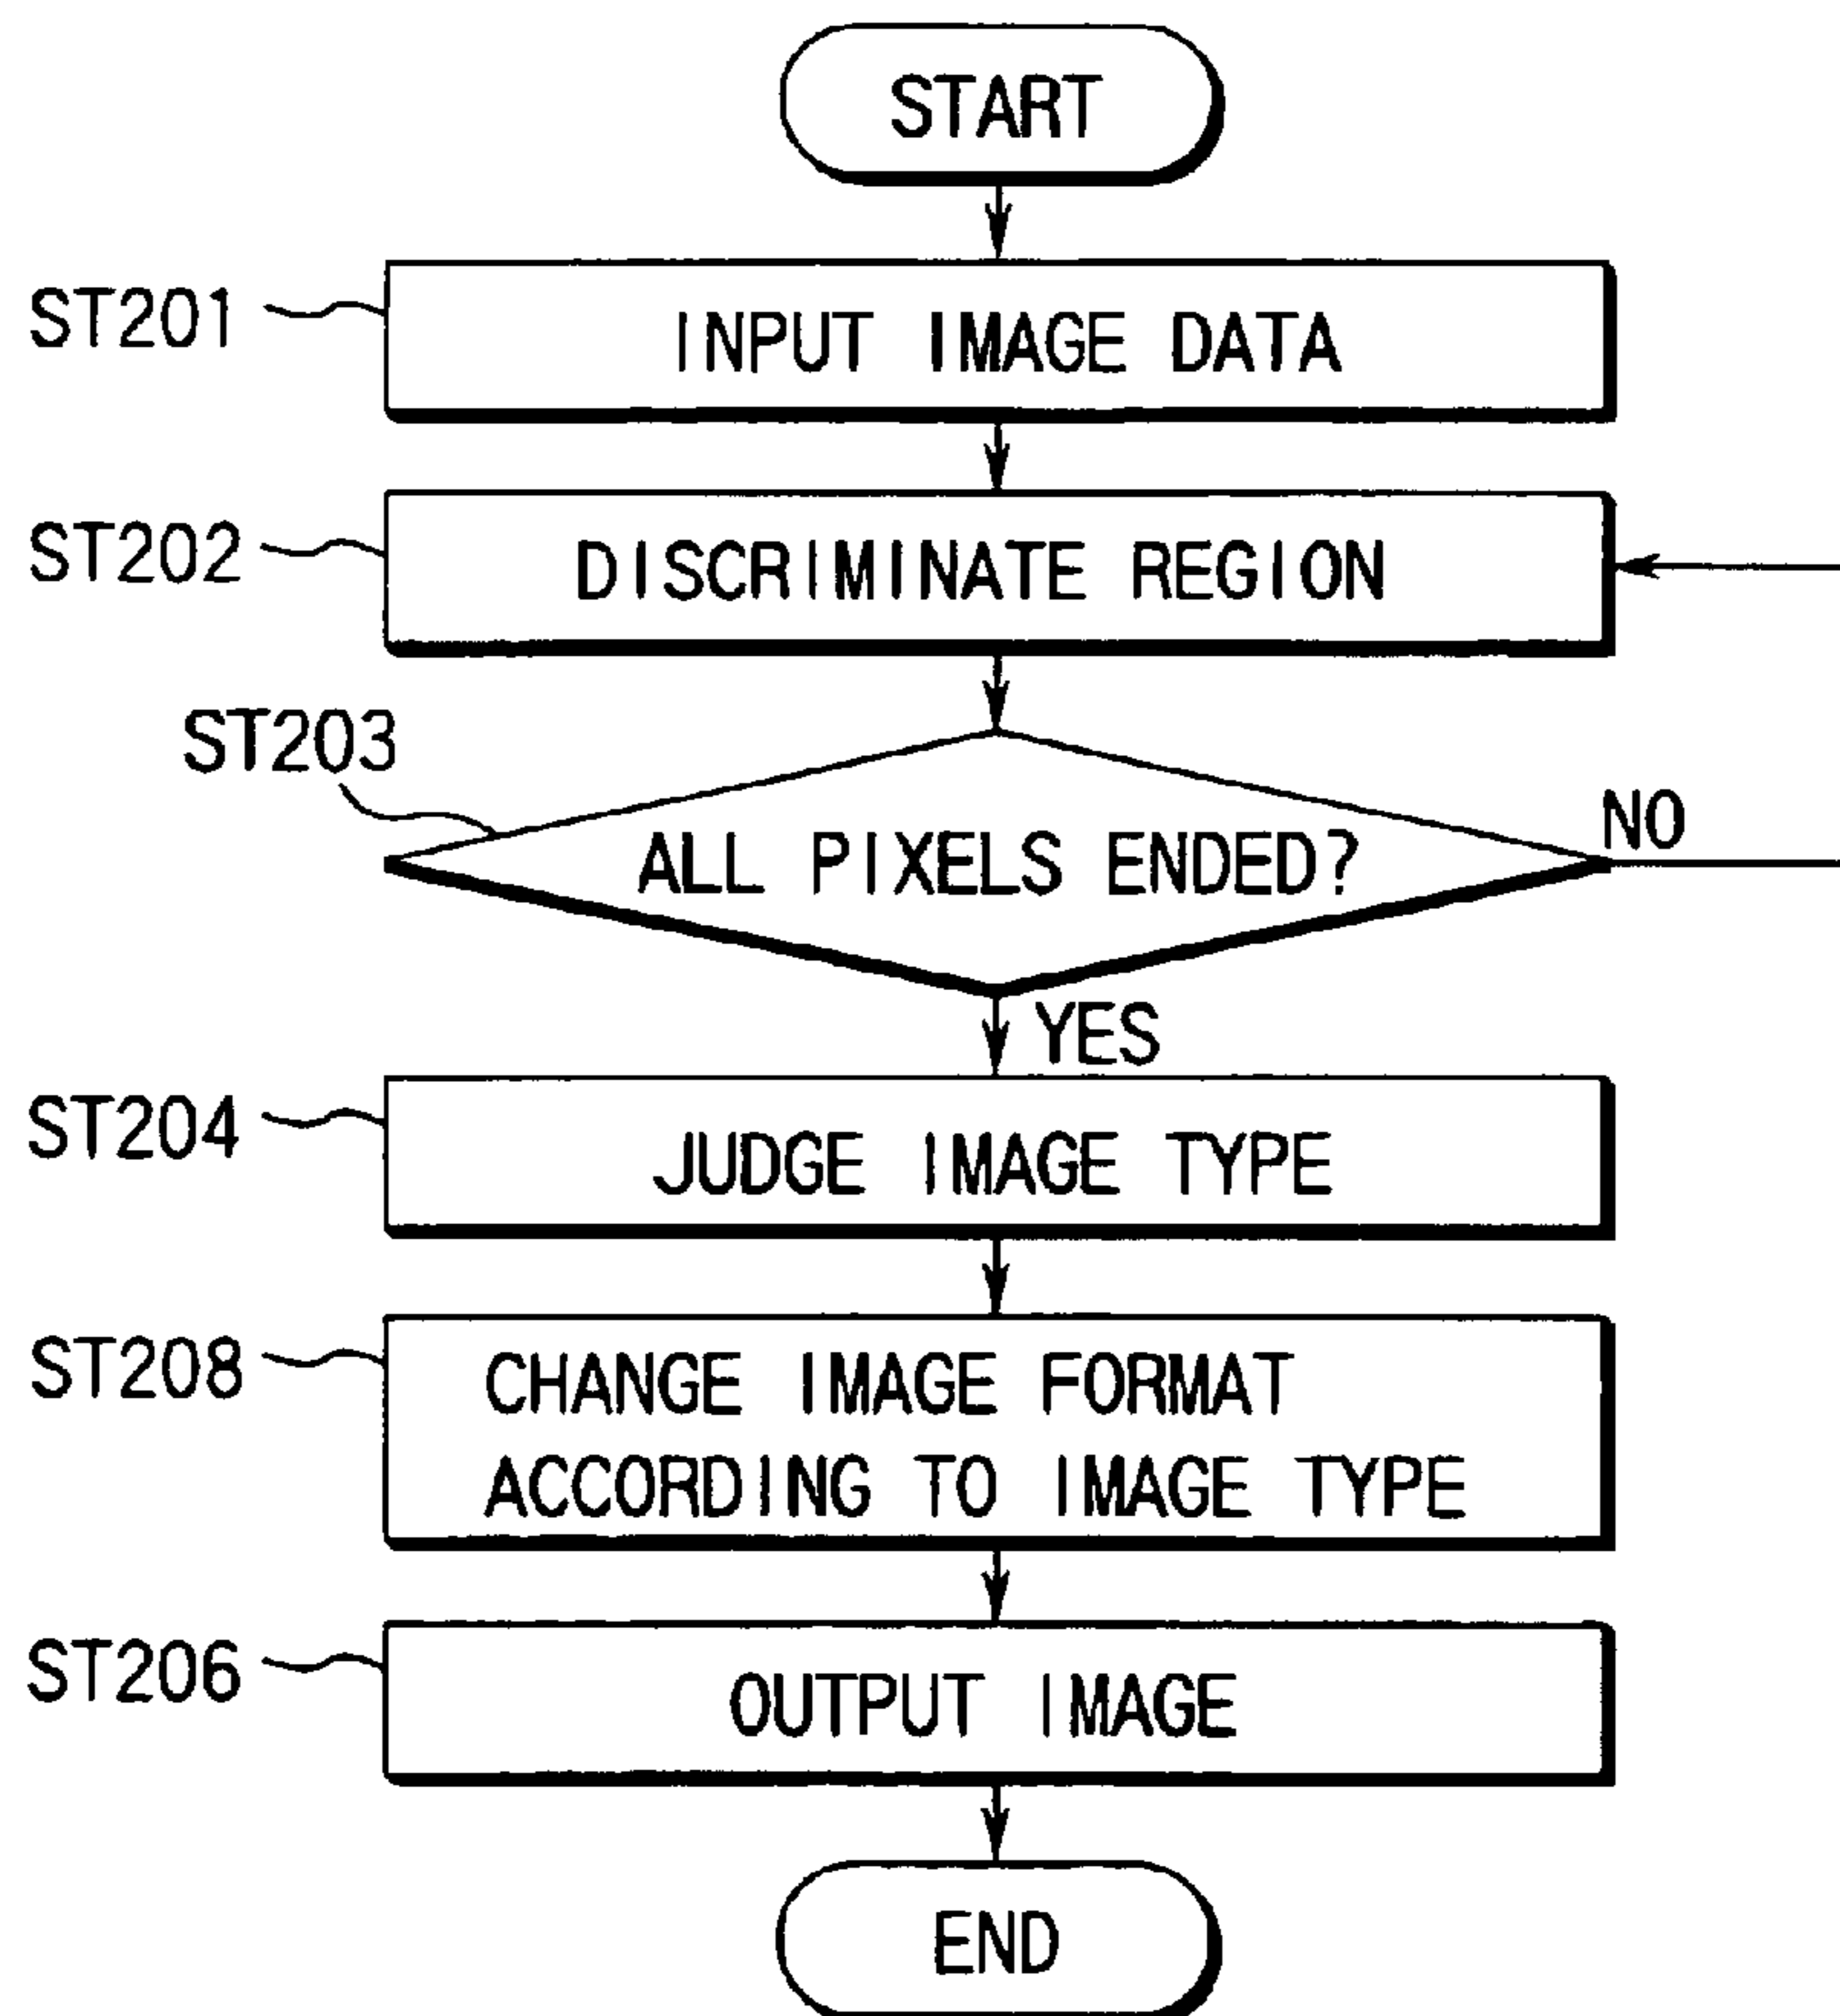 START
ST201
INPUT IMAGE DATA
ST202
DISCRIMINATE REGION
ST203
ALL PIXELS ENDED?
NO
YES
ST204
JUDGE IMAGE TYPE
ST208
CHANGE IMAGE FORMAT
ACCORDING TO IMAGE TYPE
ST206
OUTPUT IMAGE
END